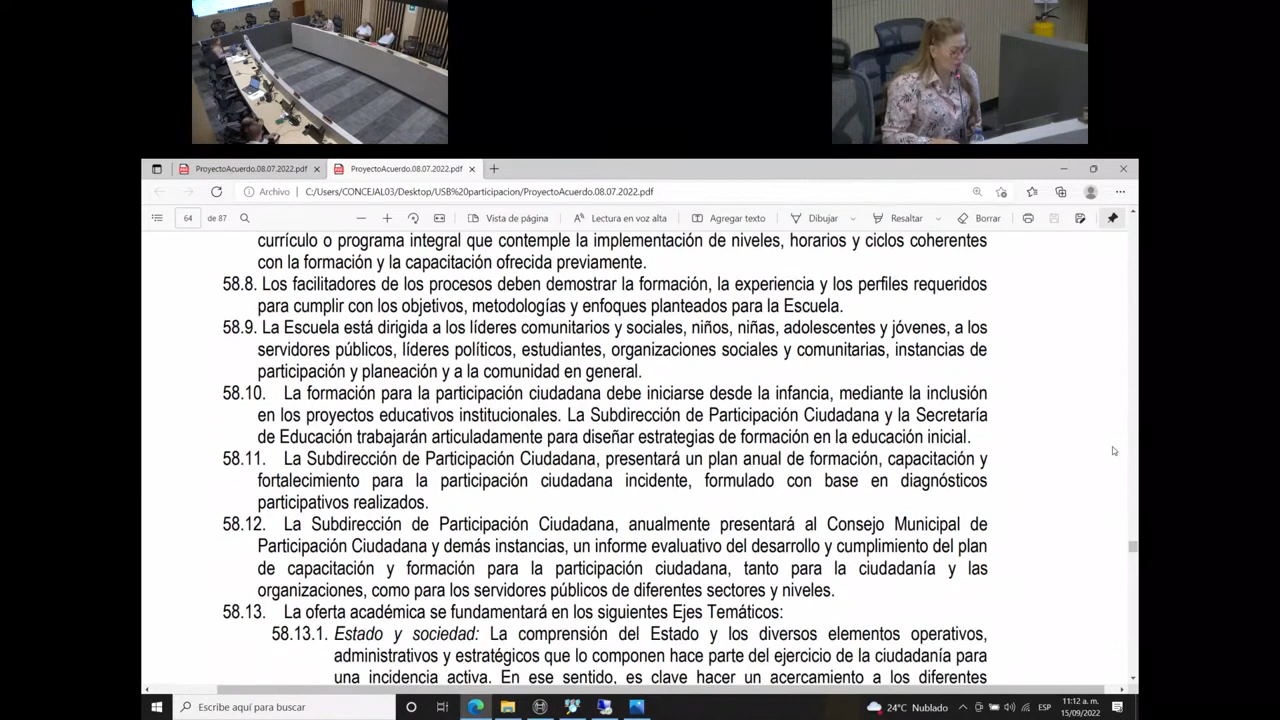 ProyectoAcuerdo.08.07.2022.pdf
ProyectoAcuerdo.08.07.2022.pdf
Archivo
C:/Users/CONCEJAL03/Desktop/USB%20participacion/ProyectoAcuerdo.08.07.2022.pdf
64 de 87
Vista de página
Lectura en voz alta
Agregar texto
Dibujar
Resaltar
Borrar
currículo o programa integral que contemple la implementación de niveles, horarios y ciclos coherentes
con la formación y la capacitación ofrecida previamente.
58.8. Los facilitadores de los procesos deben demostrar la formación, la experiencia y los perfiles requeridos
para cumplir con los objetivos, metodologías y enfoques planteados para la Escuela.
58.9. La Escuela está dirigida a los líderes comunitarios y sociales, niños, niñas, adolescentes y jóvenes, a los
servidores públicos, líderes políticos, estudiantes, organizaciones sociales y comunitarias, instancias de
participación y planeación y a la comunidad en general.
58.10. La formación para la participación ciudadana debe iniciarse desde la infancia, mediante la inclusión
en los proyectos educativos institucionales. La Subdirección de Participación Ciudadana y la Secretaría
de Educación trabajarán articuladamente para diseñar estrategias de formación en la educación inicial.
58.11. La Subdirección de Participación Ciudadana, presentará un plan anual de formación, capacitación y
fortalecimiento para la participación ciudadana incidente, formulado con base en diagnósticos
participativos realizados.
58.12. La Subdirección de Participación Ciudadana, anualmente presentará al Consejo Municipal de
Participación Ciudadana y demás instancias, un informe evaluativo del desarrollo y cumplimiento del plan
de capacitación y formación para la participación ciudadana, tanto para la ciudadanía y las
organizaciones, como para los servidores públicos de diferentes sectores y niveles.
58.13. La oferta académica se fundamentará en los siguientes Ejes Temáticos:
58.13.1. Estado y sociedad: La comprensión del Estado y los diversos elementos operativos,
administrativos y estratégicos que lo componen hace parte del ejercicio de la ciudadanía para
una incidencia activa. En ese sentido, es clave hacer un acercamiento a los diferentes
Escribe aquí para buscar
24°C Nublado
ESP
11:12 a. m.
15/09/2022